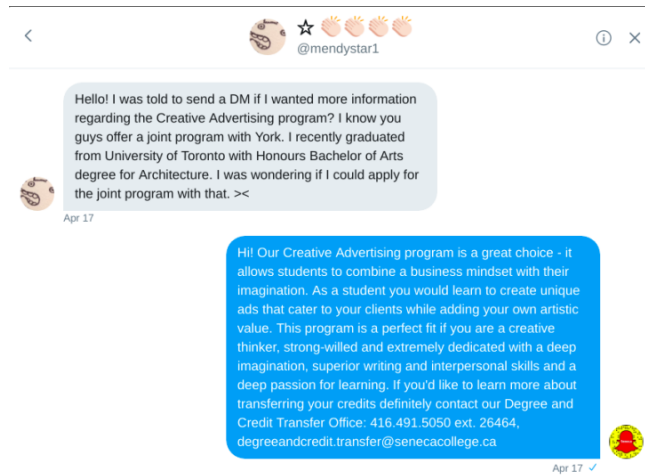 ☆ 👏🏻👏🏻👏🏻👏🏻
@mendystar1
Hello! I was told to send a DM if I wanted more information
regarding the Creative Advertising program? I know you
guys offer a joint program with York. I recently graduated
from University of Toronto with Honours Bachelor of Arts
degree for Architecture. I was wondering if I could apply for
the joint program with that. ><
Apr 17
Hi! Our Creative Advertising program is a great choice - it
allows students to combine a business mindset with their
imagination. As a student you would learn to create unique
ads that cater to your clients while adding your own artistic
value. This program is a perfect fit if you are a creative
thinker, strong-willed and extremely dedicated with a deep
imagination, superior writing and interpersonal skills and a
deep passion for learning. If you'd like to learn more about
transferring your credits definitely contact our Degree and
Credit Transfer Office: 416.491.5050 ext. 26464,
degreeandcredit.transfer@senecacollege.ca
Apr 17 ✓